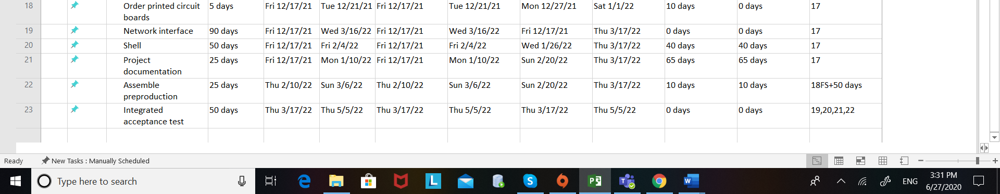 18 Order printed circuit 5 days Fri 12/17/21 Tue 12/21/21 Fri 12/17/21 Tue 12/21/21 Mon 12/27/21 Sat 1/1/22 10 days 0 days 17
boards
19 Network interface 90 days Fri 12/17/21 Wed 3/16/22 Fri 12/17/21 Wed 3/16/22 Fri 12/17/21 Thu 3/17/22 0 days 0 days 17
20 Shell 50 days Fri 12/17/21 Fri 2/4/22 Fri 12/17/21 Fri 2/4/22 Wed 1/26/22 Thu 3/17/22 40 days 40 days 17
21 Project 25 days Fri 12/17/21 Mon 1/10/22 Fri 12/17/21 Mon 1/10/22 Sun 2/20/22 Thu 3/17/22 65 days 65 days 17
documentation
22 Assemble 25 days Thu 2/10/22 Sun 3/6/22 Thu 2/10/22 Sun 3/6/22 Sun 2/20/22 Thu 3/17/22 10 days 10 days 18FS+50 days
preproduction
23 Integrated 50 days Thu 3/17/22 Thu 5/5/22 Thu 3/17/22 Thu 5/5/22 Thu 3/17/22 Thu 5/5/22 0 days 0 days 19,20,21,22
acceptance test
Ready New Tasks : Manually Scheduled
Type here to search ENG 3:31 PM
6/27/2020